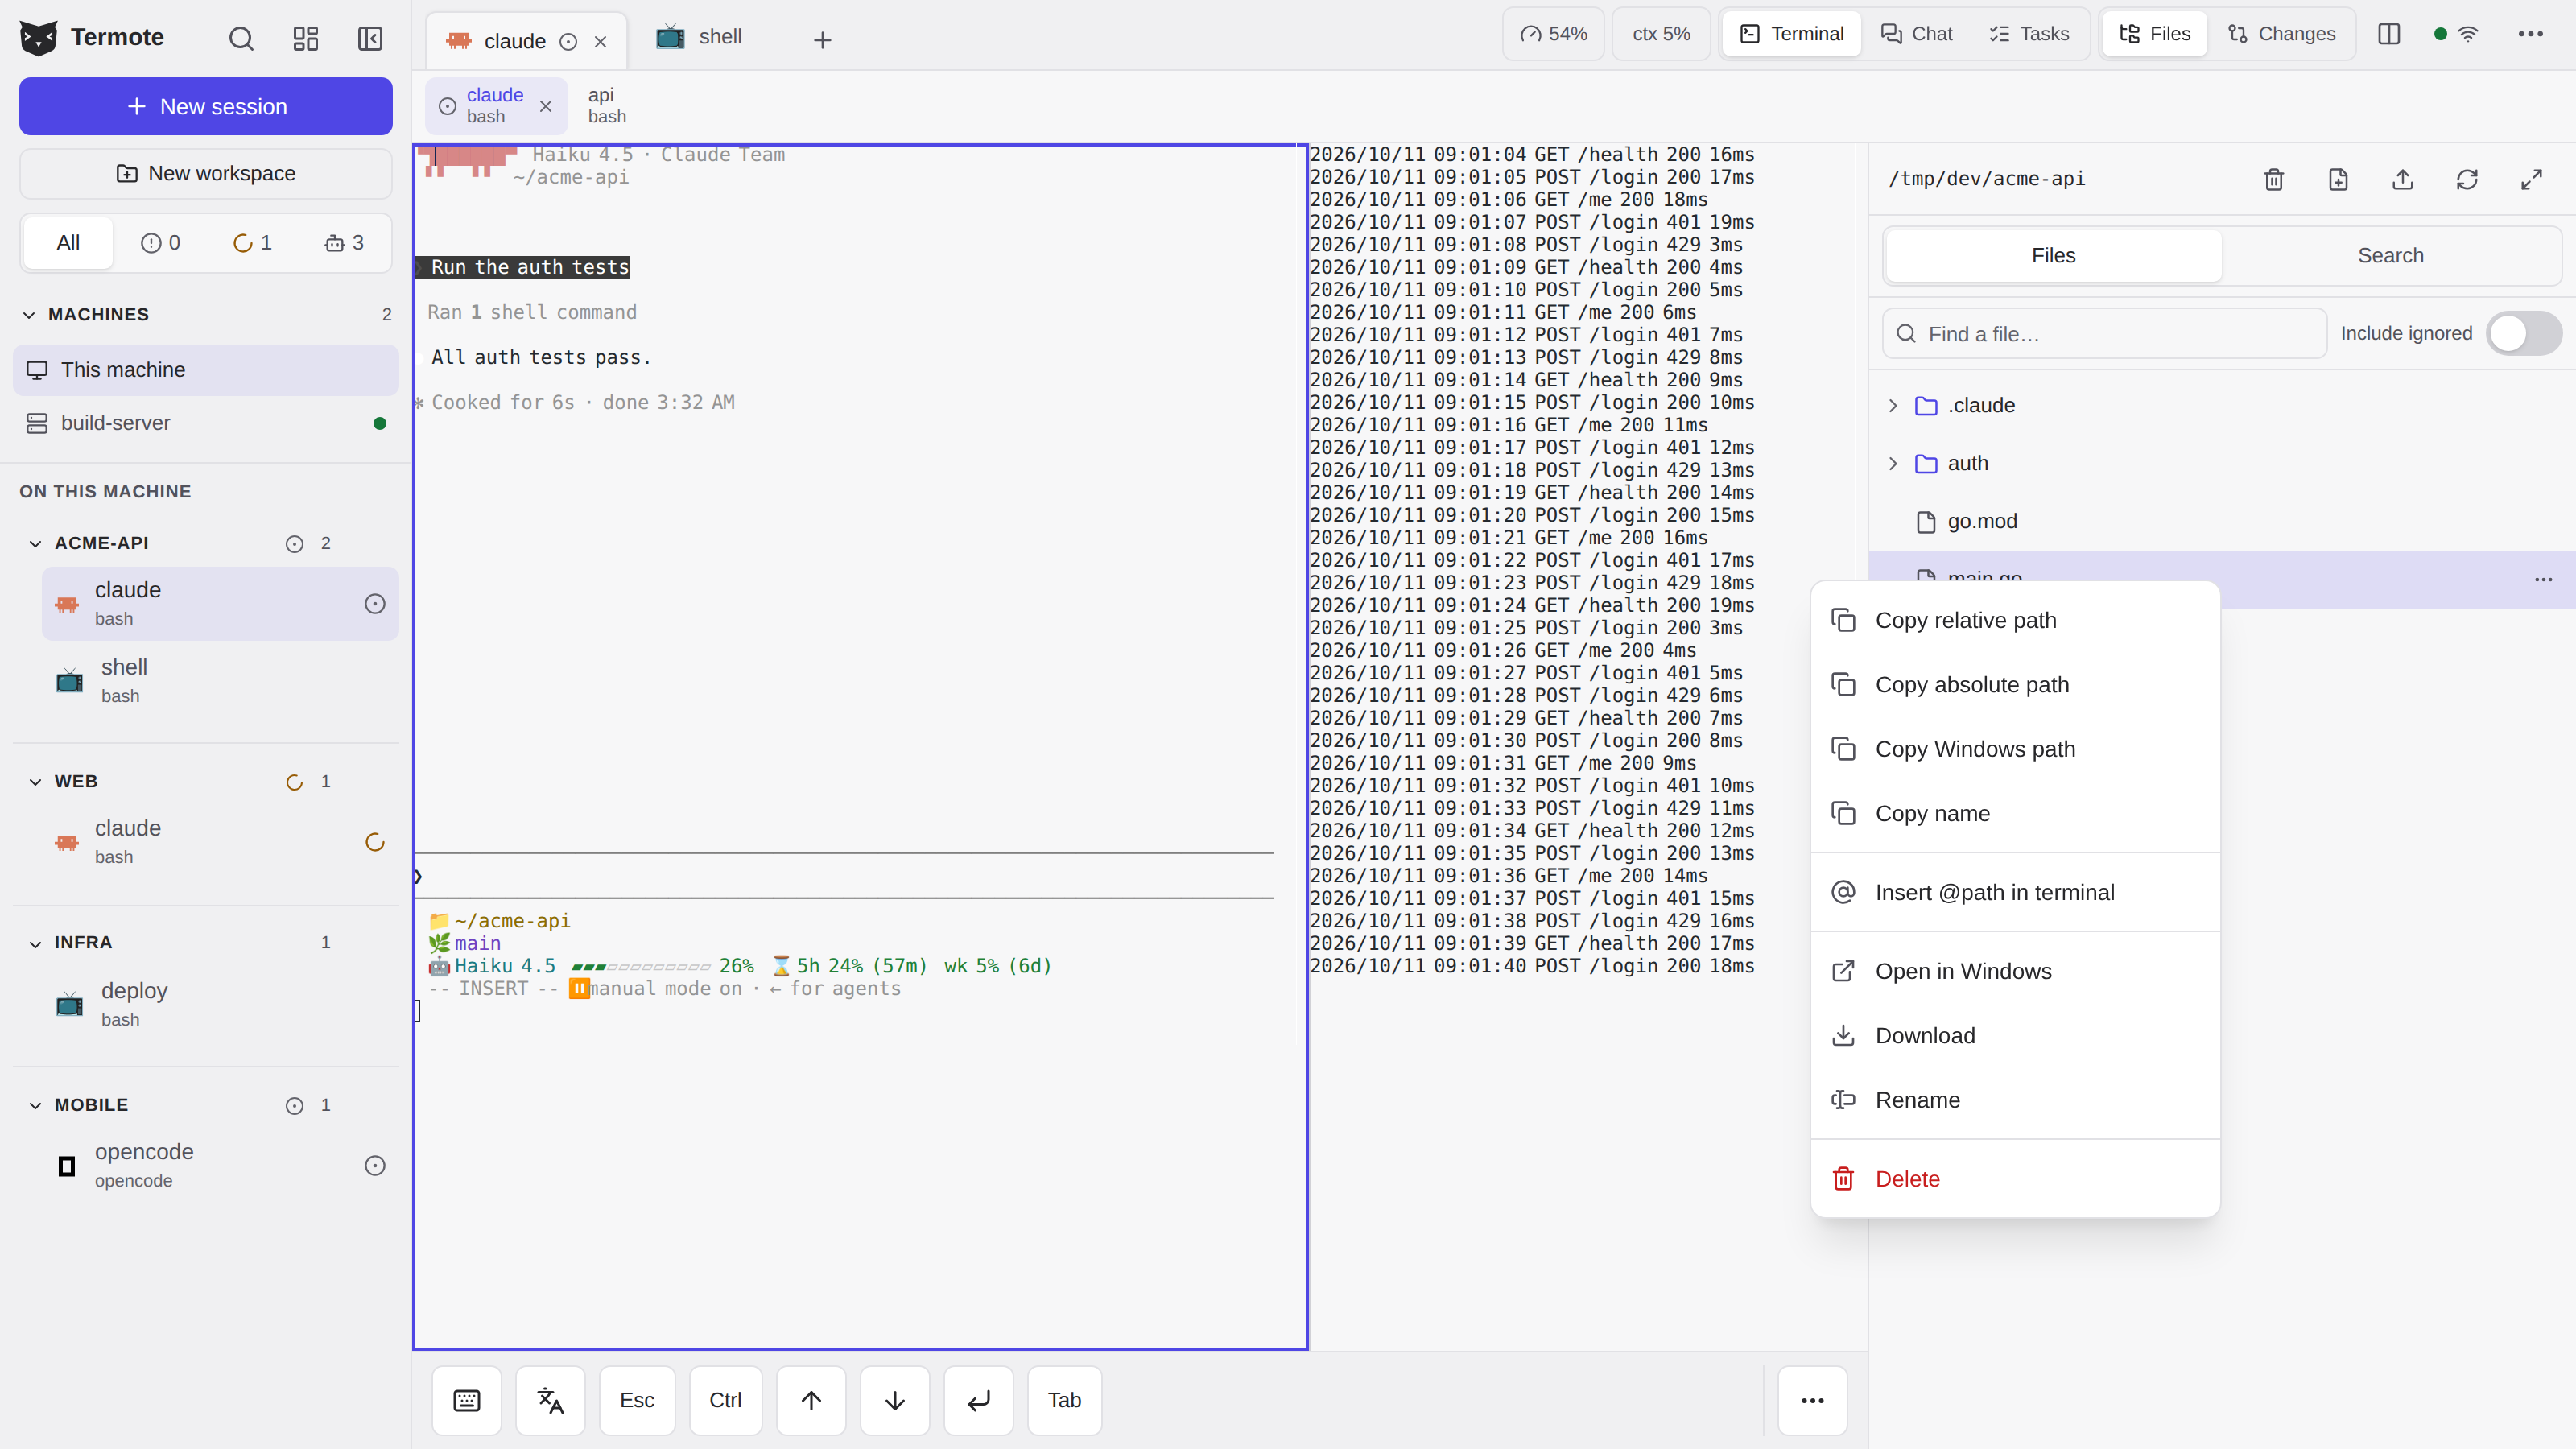 Termote
New session
New workspace
All
0
1
3
MACHINES
2
This machine
build-server
ON THIS MACHINE
ACME-API
2
claude
bash
shell
bash
WEB
1
claude
bash
INFRA
1
deploy
bash
MOBILE
1
opencode
opencode
claude
shell
54%
ctx 5%
Terminal
Chat
Tasks
Files
Changes
claude
bash
api
bash
Haiku 4.5 · Claude Team
~/acme-api
Run the auth tests
Ran 1 shell command
All auth tests pass.
✻ Cooked for 6s · done 3:32 AM
❯
~/acme-api
main
Haiku 4.5 ▰▰▰▱▱▱▱▱▱▱▱▱ 26% ⌛ 5h 24% (57m) wk 5% (6d)
-- INSERT -- ⏸manual mode on · ← for agents
2026/10/11 09:01:04 GET /health 200 16ms
2026/10/11 09:01:05 POST /login 200 17ms
2026/10/11 09:01:06 GET /me 200 18ms
2026/10/11 09:01:07 POST /login 401 19ms
2026/10/11 09:01:08 POST /login 429 3ms
2026/10/11 09:01:09 GET /health 200 4ms
2026/10/11 09:01:10 POST /login 200 5ms
2026/10/11 09:01:11 GET /me 200 6ms
2026/10/11 09:01:12 POST /login 401 7ms
2026/10/11 09:01:13 POST /login 429 8ms
2026/10/11 09:01:14 GET /health 200 9ms
2026/10/11 09:01:15 POST /login 200 10ms
2026/10/11 09:01:16 GET /me 200 11ms
2026/10/11 09:01:17 POST /login 401 12ms
2026/10/11 09:01:18 POST /login 429 13ms
2026/10/11 09:01:19 GET /health 200 14ms
2026/10/11 09:01:20 POST /login 200 15ms
2026/10/11 09:01:21 GET /me 200 16ms
2026/10/11 09:01:22 POST /login 401 17ms
2026/10/11 09:01:23 POST /login 429 18ms
2026/10/11 09:01:24 GET /health 200 19ms
2026/10/11 09:01:25 POST /login 200 3ms
2026/10/11 09:01:26 GET /me 200 4ms
2026/10/11 09:01:27 POST /login 401 5ms
2026/10/11 09:01:28 POST /login 429 6ms
2026/10/11 09:01:29 GET /health 200 7ms
2026/10/11 09:01:30 POST /login 200 8ms
2026/10/11 09:01:31 GET /me 200 9ms
2026/10/11 09:01:32 POST /login 401 10ms
2026/10/11 09:01:33 POST /login 429 11ms
2026/10/11 09:01:34 GET /health 200 12ms
2026/10/11 09:01:35 POST /login 200 13ms
2026/10/11 09:01:36 GET /me 200 14ms
2026/10/11 09:01:37 POST /login 401 15ms
2026/10/11 09:01:38 POST /login 429 16ms
2026/10/11 09:01:39 GET /health 200 17ms
2026/10/11 09:01:40 POST /login 200 18ms
Esc
Ctrl
Tab
/tmp/dev/acme-api
Files
Search
Find a file…
Include ignored
.claude
auth
go.mod
main.go
Copy relative path
Copy absolute path
Copy Windows path
Copy name
Insert @path in terminal
Open in Windows
Download
Rename
Delete